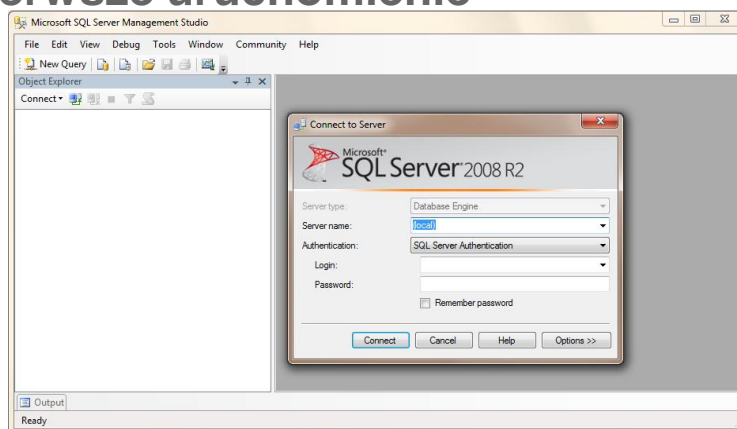 Microsoft SQL Server Management Studio
File Edit View Debug Tools Window Community Help
New Query
Object Explorer
Connect
Connect to Server
Microsoft
SQL Server 2008 R2
Server type: Database Engine
Server name: (local)
Authentication: SQL Server Authentication
Login:
Password:
Remember password
Connect Cancel Help Options >>
Output
Ready